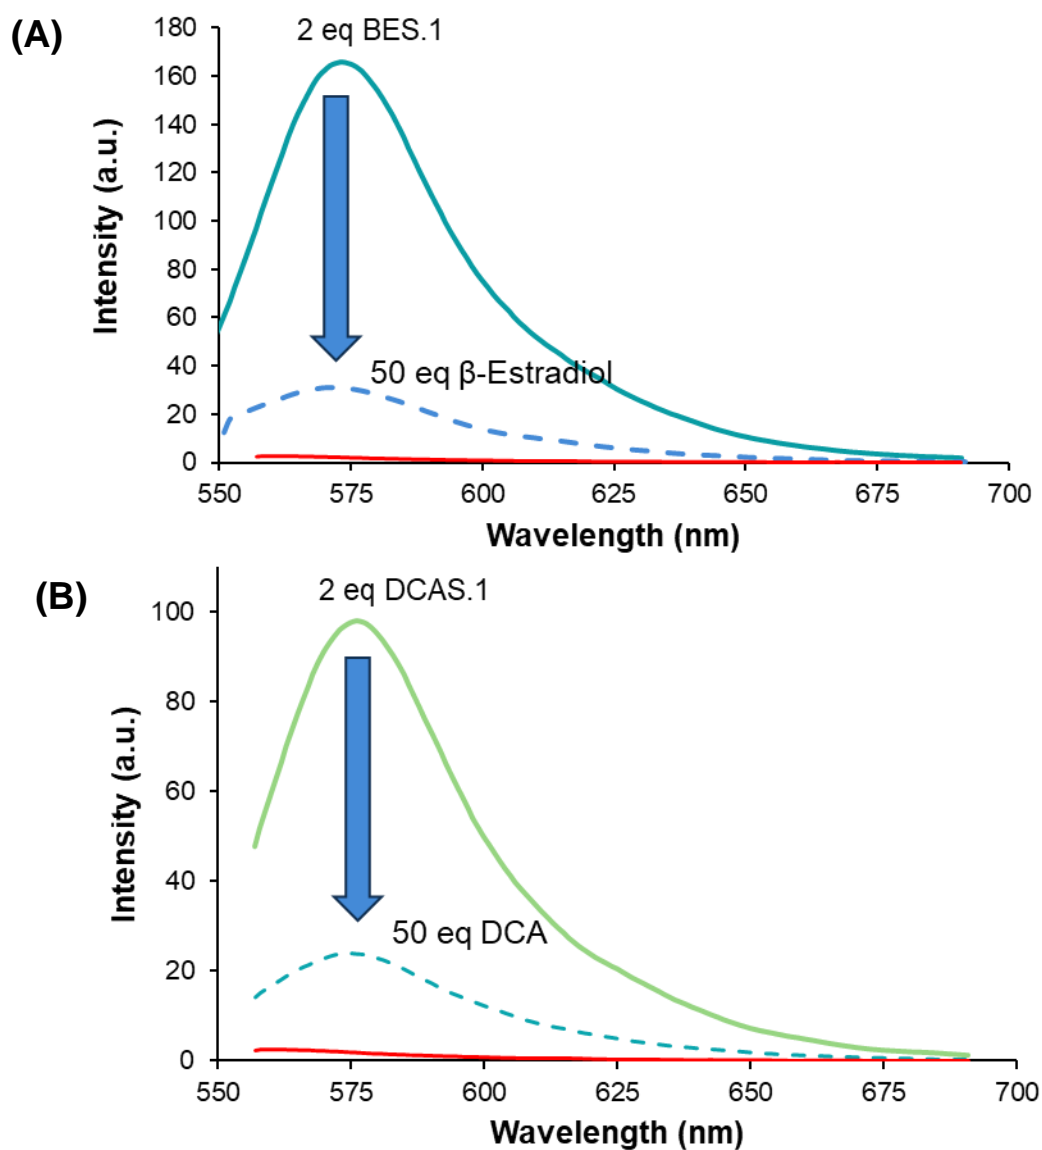 (A)
2 eq BES.1
180
160
140
120
100
80
60
40
20
0
Intensity (a.u.)
50 eq β-Estradiol
550 575 600 625 650 675 700
Wavelength (nm)
(B)
2 eq DCAS.1
100
80
60
40
20
0
Intensity (a.u.)
50 eq DCA
550 575 600 625 650 675 700
Wavelength (nm)